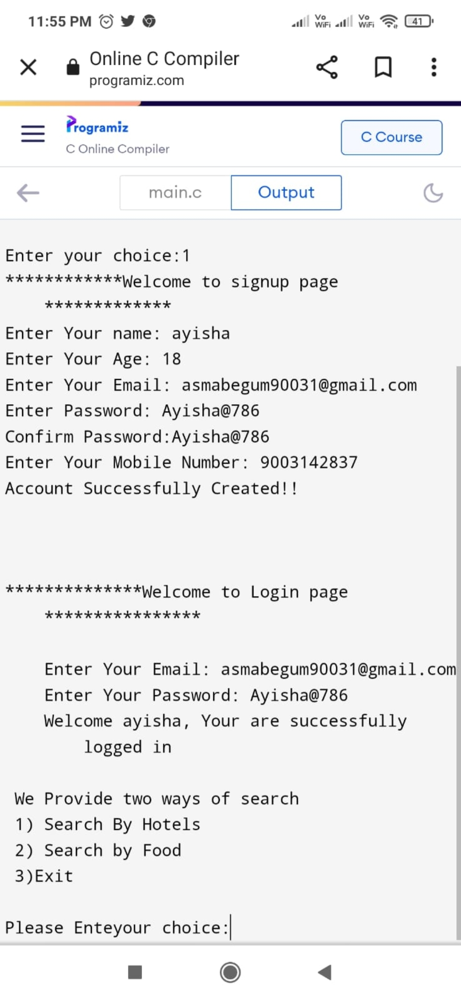 11:55 PM
Vo WiFi Vo WiFi 41
Online C Compiler
programiz.com
Programiz
C Online Compiler
C Course
main.c Output
Enter your choice:1
************Welcome to signup page
*************
Enter Your name: ayisha
Enter Your Age: 18
Enter Your Email: asmabegum90031@gmail.com
Enter Password: Ayisha@786
Confirm Password:Ayisha@786
Enter Your Mobile Number: 9003142837
Account Successfully Created!!
**************Welcome to Login page
****************
Enter Your Email: asmabegum90031@gmail.com
Enter Your Password: Ayisha@786
Welcome ayisha, Your are successfully
logged in
We Provide two ways of search
1) Search By Hotels
2) Search by Food
3)Exit
Please Enteyour choice: